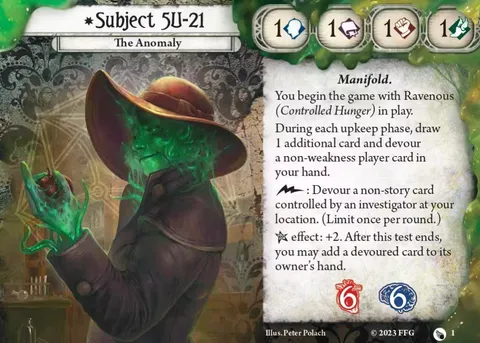 *Subject 5U-21
The Anomaly
1 1 1 1
Manifold.
You begin the game with Ravenous
(Controlled Hunger) in play.
During each upkeep phase, draw
1 additional card and devour
a non-weakness player card in
your hand.
: Devour a non-story card
controlled by an investigator at your
location. (Limit once per round.)
effect: +2. After this test ends,
you may add a devoured card to its
owner's hand.
6 6
Illus. Peter Polach © 2023 FFG 1